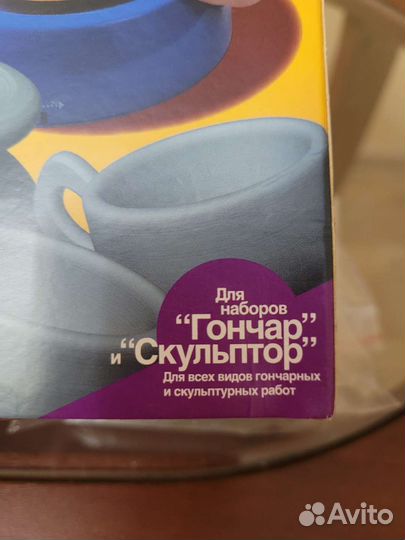 Для
наборов
“Гончар”
и “Скульптор”
Для всех видов гончарных
и скульптурных работ
Avito